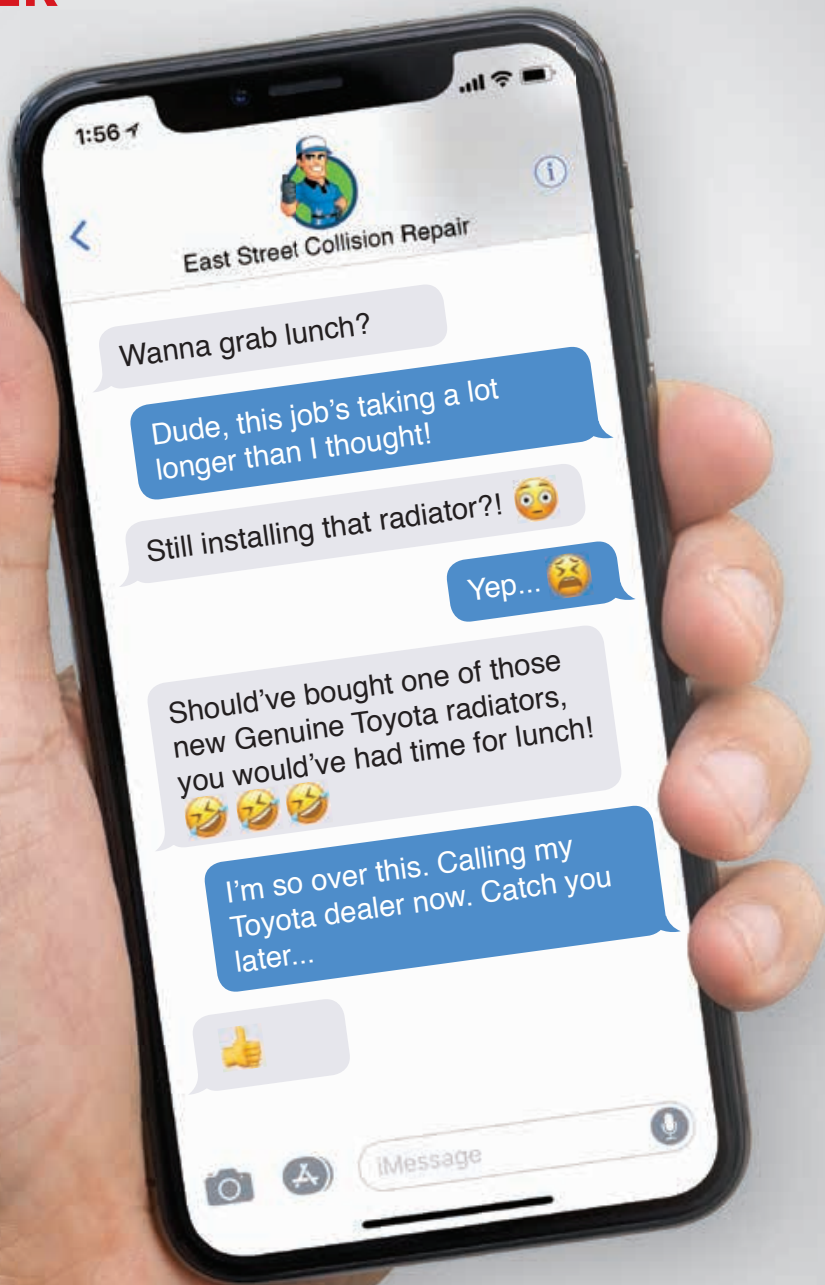 1:56
East Street Collision Repair
Wanna grab lunch?
Dude, this job's taking a lot
longer than I thought!
Still installing that radiator?! 😳
Yep... 😫
Should've bought one of those
new Genuine Toyota radiators,
you would've had time for lunch!
🤣🤣🤣
I'm so over this. Calling my
Toyota dealer now. Catch you
later...
👍
iMessage